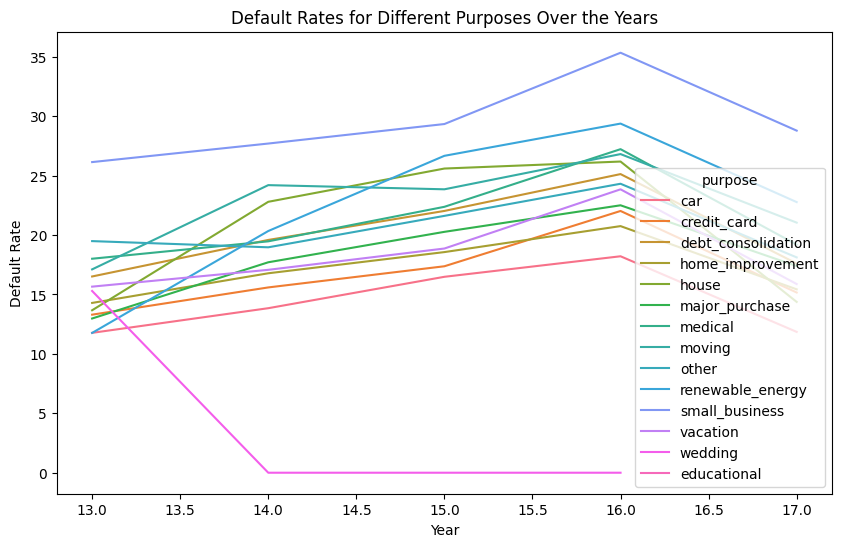 Default Rates for Different Purposes Over the Years
Default Rate
35
30
25
20
15
10
5
0
purpose
car
credit_card
debt_consolidation
home_improvement
house
major_purchase
medical
moving
other
renewable_energy
small_business
vacation
wedding
educational
13.0 13.5 14.0 14.5 15.0 15.5 16.0 16.5 17.0
Year